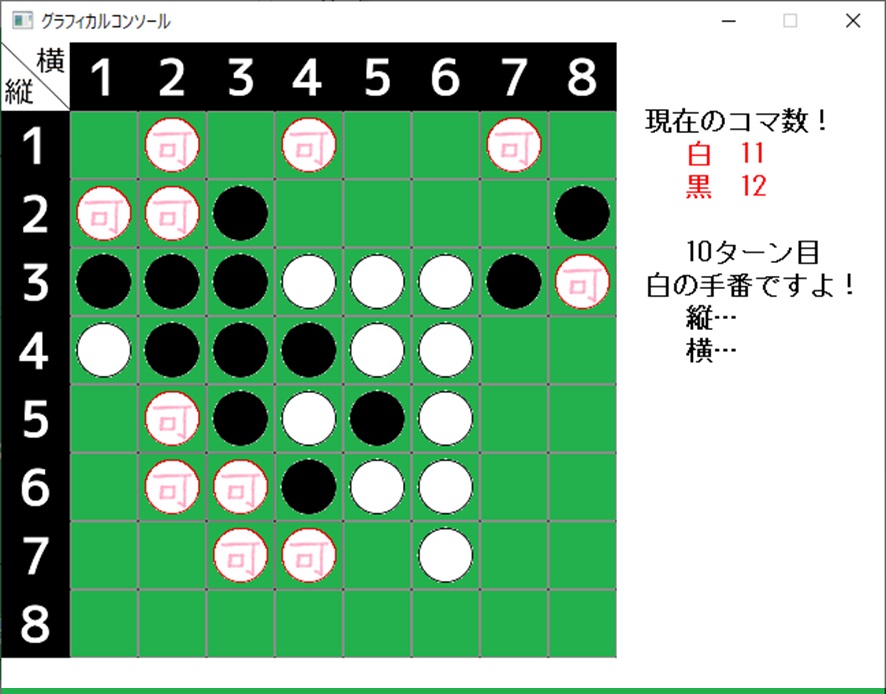 グラフィカルコンソール
横
縦
1 2 3 4 5 6 7 8
1 可 可 可
2 可 可
3 可
4
5 可
6 可 可
7 可 可
8
現在のコマ数！
白 11
黒 12
10ターン目
白の手番ですよ！
縦…
横…